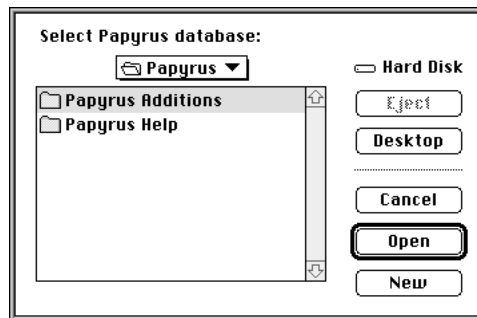 Select Papyrus database:
Papyrus
Hard Disk
Papyrus Additions
Papyrus Help
Eject
Desktop
Cancel
Open
New